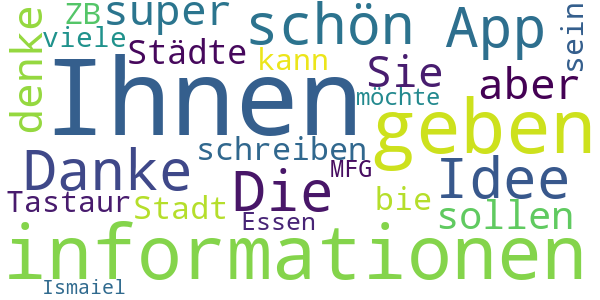 ZB super schön App sein
denke viele Städte kann Sie aber
Ihnen möchte geben
Danke schreiben MFG Idee
Tastaur Stadt Die bie sollen
Essen
informationen
Ismaiel